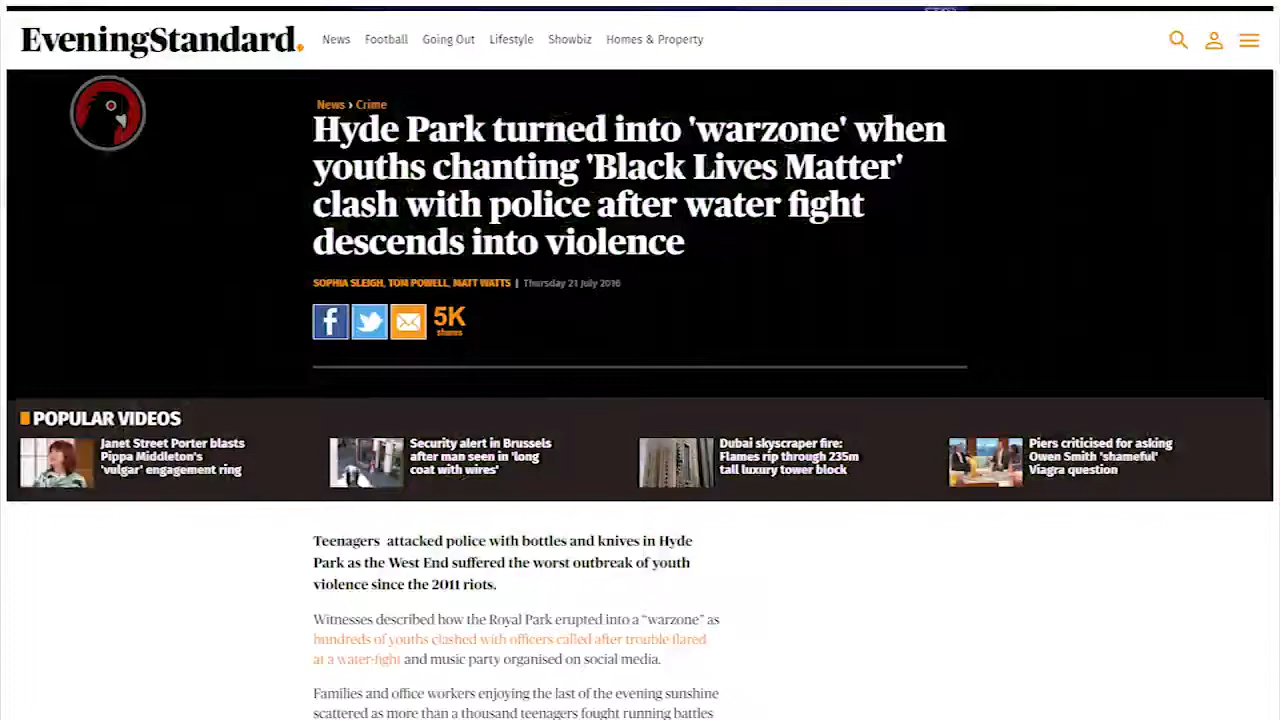 EveningStandard.
News Football Going Out Lifestyle Showbiz Homes & Property
News › Crime
Hyde Park turned into 'warzone' when
youths chanting 'Black Lives Matter'
clash with police after water fight
descends into violence
SOPHIA SLEIGH, TOM POWELL, MATT WATTS | Thursday 21 July 2016
5K
shares
POPULAR VIDEOS
Janet Street Porter blasts
Pippa Middleton's
'vulgar' engagement ring
Security alert in Brussels
after man seen in 'long
coat with wires'
Dubai skyscraper fire:
Flames rip through 235m
tall luxury tower block
Piers criticised for asking
Owen Smith 'shameful'
Viagra question
Teenagers attacked police with bottles and knives in Hyde
Park as the West End suffered the worst outbreak of youth
violence since the 2011 riots.
Witnesses described how the Royal Park erupted into a “warzone” as
hundreds of youths clashed with officers called after trouble flared
at a water-fight and music party organised on social media.
Families and office workers enjoying the last of the evening sunshine
scattered as more than a thousand teenagers fought running battles